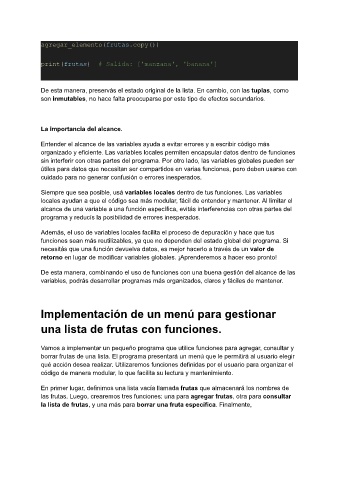 agregar_elemento(frutas.copy())
print(frutas)  # Salida: ['manzana', 'banana']
De esta manera, preservás el estado original de la lista. En cambio, con las tuplas, como
son inmutables, no hace falta preocuparse por este tipo de efectos secundarios.
La importancia del alcance.
Entender el alcance de las variables ayuda a evitar errores y a escribir código más
organizado y eficiente. Las variables locales permiten encapsular datos dentro de funciones
sin interferir con otras partes del programa. Por otro lado, las variables globales pueden ser
útiles para datos que necesitan ser compartidos en varias funciones, pero deben usarse con
cuidado para no generar confusión o errores inesperados.
Siempre que sea posible, usá variables locales dentro de tus funciones. Las variables
locales ayudan a que el código sea más modular, fácil de entender y mantener. Al limitar el
alcance de una variable a una función específica, evitás interferencias con otras partes del
programa y reducís la posibilidad de errores inesperados.
Además, el uso de variables locales facilita el proceso de depuración y hace que tus
funciones sean más reutilizables, ya que no dependen del estado global del programa. Si
necesitás que una función devuelva datos, es mejor hacerlo a través de un valor de
retorno en lugar de modificar variables globales. ¡Aprenderemos a hacer eso pronto!
De esta manera, combinando el uso de funciones con una buena gestión del alcance de las
variables, podrás desarrollar programas más organizados, claros y fáciles de mantener.
Implementación de un menú para gestionar
una lista de frutas con funciones.
Vamos a implementar un pequeño programa que utilice funciones para agregar, consultar y
borrar frutas de una lista. El programa presentará un menú que le permitirá al usuario elegir
qué acción desea realizar. Utilizaremos funciones definidas por el usuario para organizar el
código de manera modular, lo que facilita su lectura y mantenimiento.
En primer lugar, definimos una lista vacía llamada frutas que almacenará los nombres de
las frutas. Luego, crearemos tres funciones: una para agregar frutas, otra para consultar
la lista de frutas, y una más para borrar una fruta específica. Finalmente,